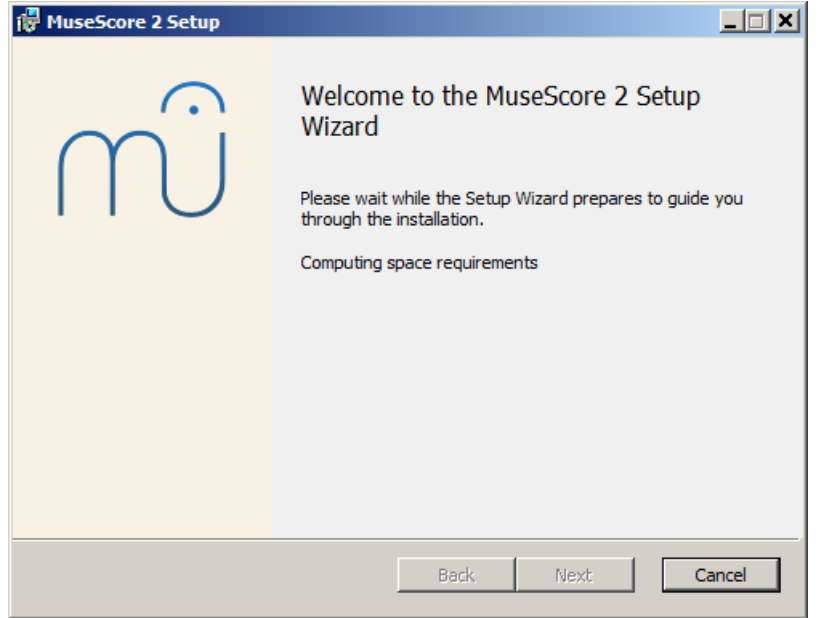 MuseScore 2 Setup
Welcome to the MuseScore 2 Setup
Wizard
Please wait while the Setup Wizard prepares to guide you
through the installation.
Computing space requirements
Back Next Cancel